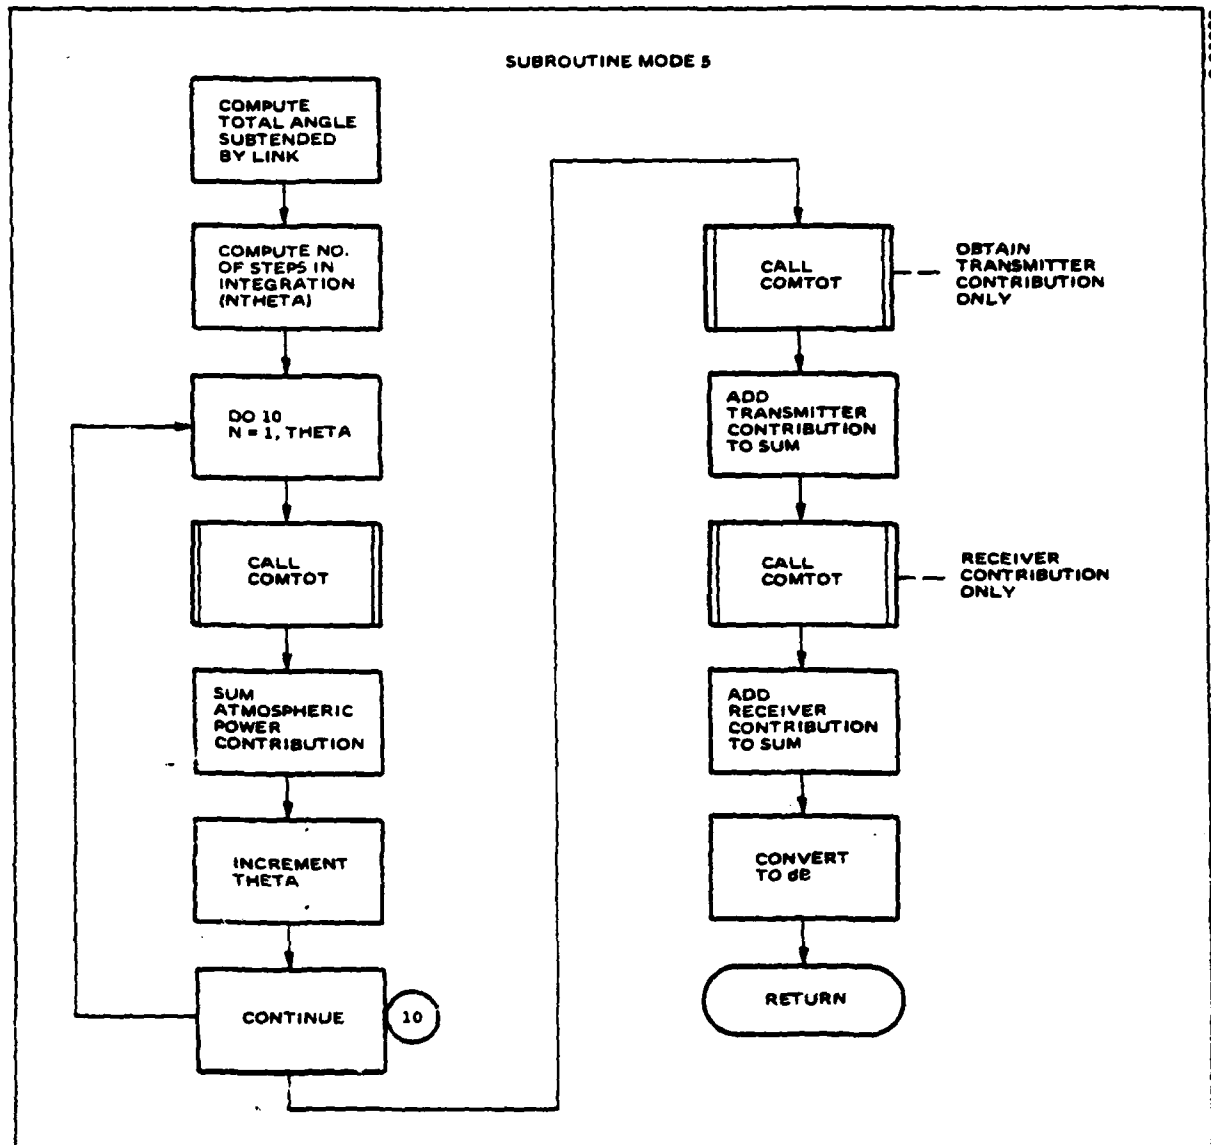 SUBROUTINE MODE 5
COMPUTE
TOTAL ANGLE
SUBTENDED
BY LINK
COMPUTE NO.
OF STEPS IN
INTEGRATION
(NTHETA)
DO 10
N = 1, THETA
CALL
COMTOT
SUM
ATMOSPHERIC
POWER
CONTRIBUTION
INCREMENT
THETA
CONTINUE
10
CALL
COMTOT
OBTAIN
TRANSMITTER
CONTRIBUTION
ONLY
ADD
TRANSMITTER
CONTRIBUTION
TO SUM
CALL
COMTOT
RECEIVER
CONTRIBUTION
ONLY
ADD
RECEIVER
CONTRIBUTION
TO SUM
CONVERT
TO dB
RETURN